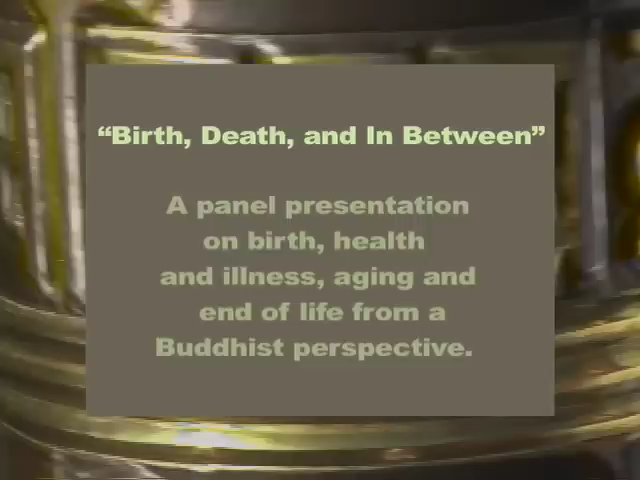 “Birth, Death, and In Between”
A panel presentation
on birth, health
and illness, aging and
end of life from a
Buddhist perspective.